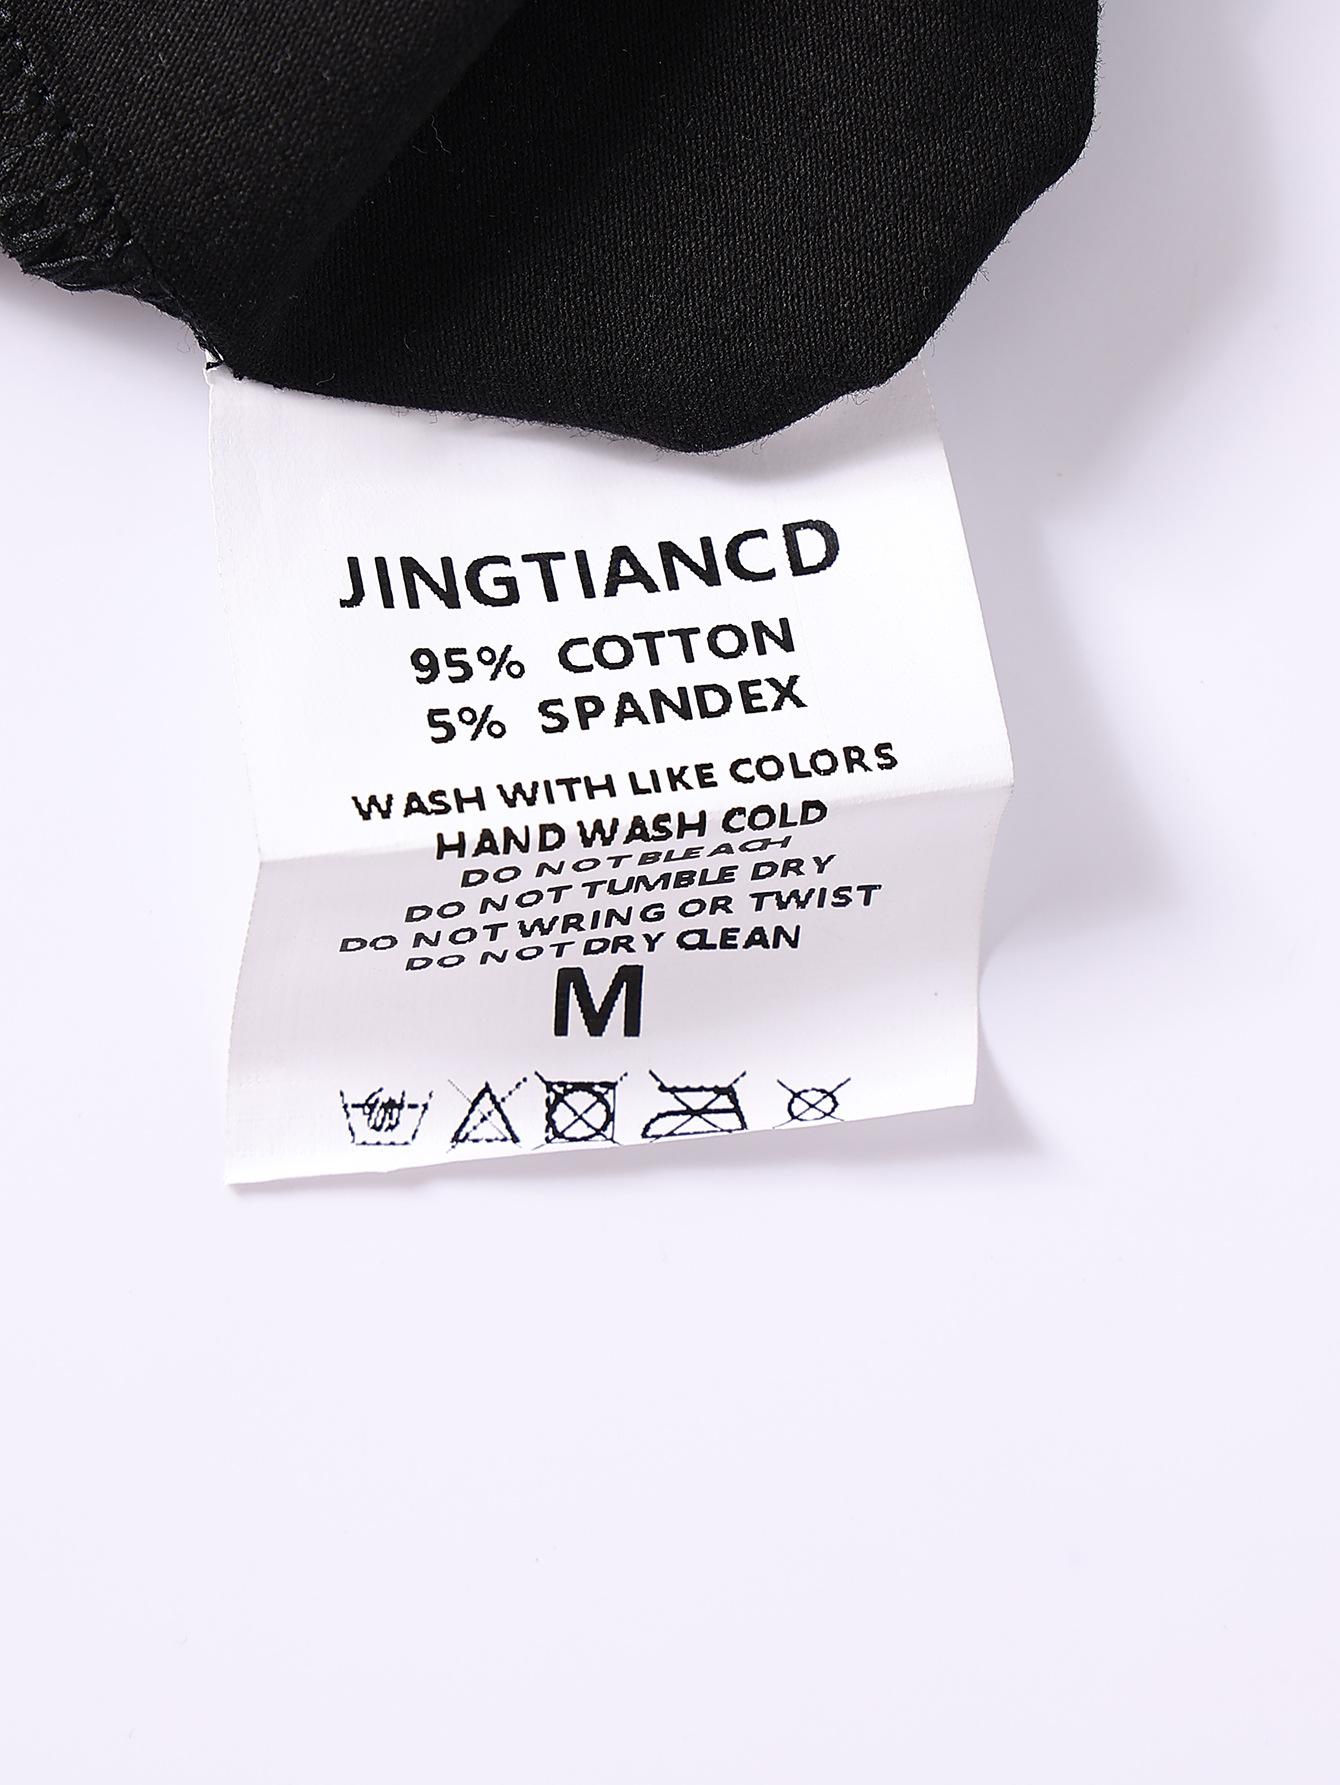 JINGTIANCD
95% COTTON
5% SPANDEX
WASH WITH LIKE COLORS
HAND WASH COLD
DO NOT BLEACH
DO NOT TUMBLE DRY
DO NOT WRING OR TWIST
DO NOT DRY CLEAN
M